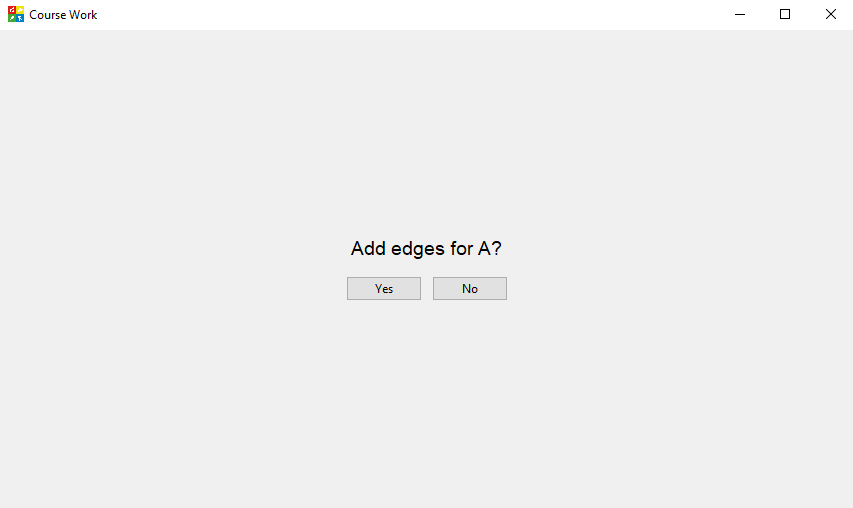 Course Work
Add edges for A?
Yes No